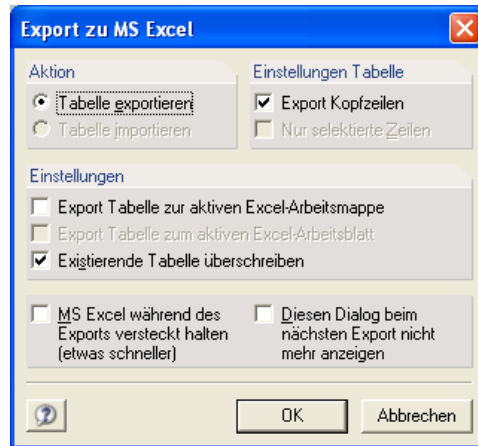 Export zu MS Excel
Aktion
Tabelle exportieren
Tabelle importieren
Einstellungen Tabelle
Export Kopfzeilen
Nur selektierte Zeilen
Einstellungen
Export Tabelle zur aktiven Excel-Arbeitsmappe
Export Tabelle zum aktiven Excel-Arbeitsblatt
Existierende Tabelle überschreiben
MS Excel während des
Exports versteckt halten
(etwas schneller)
Diesen Dialog beim
nächsten Export nicht
mehr anzeigen
?
OK
Abbrechen